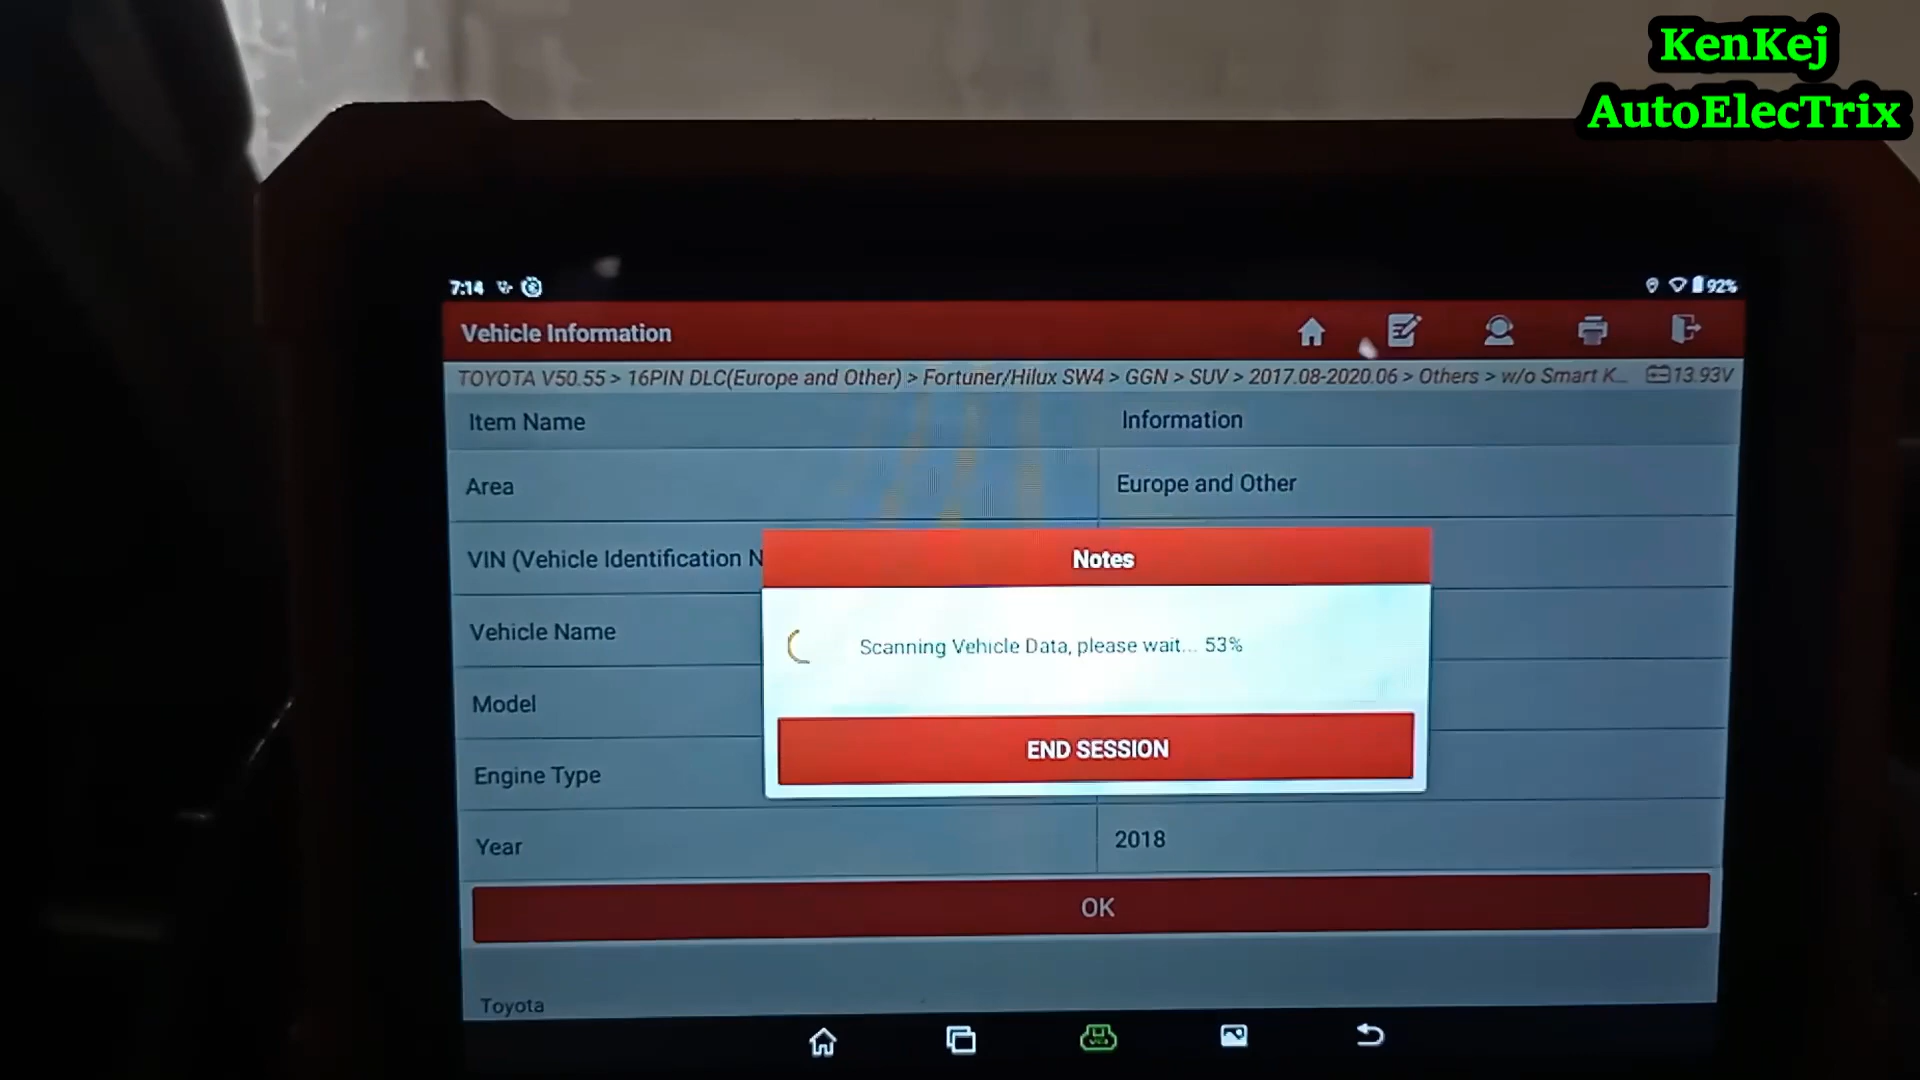 KenKej
AutoElecTrix
7:14
92%
Vehicle Information
TOYOTA V50.55 > 16PIN DLC(Europe and Other) > Fortuner/Hilux SW4 > GGN > SUV > 2017.08-2020.06 > Others > w/o Smart K... 13.93V
Item Name Information
Area Europe and Other
VIN (Vehicle Identification N
Notes
Vehicle Name
Scanning Vehicle Data, please wait... 53%
Model
END SESSION
Engine Type
Year 2018
OK
Toyota
VCI